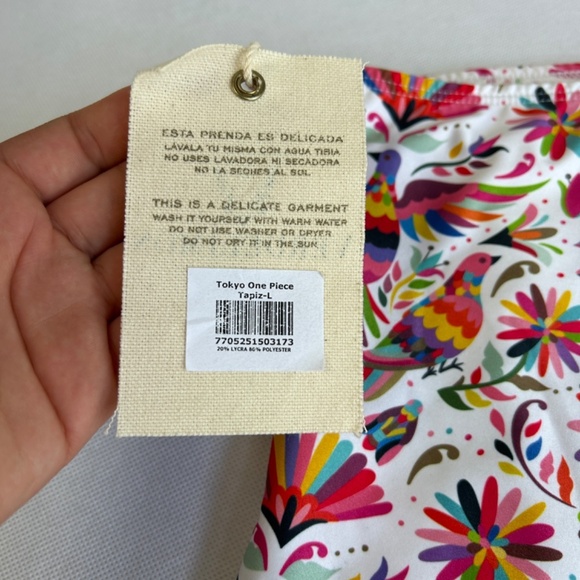 ESTA PRENDA ES DELICADA
LÁVALA TU MISMA CON AGUA TIBIA
NO USES LAVADORA NI SECADORA
NO LA SEQUES AL SOL
THIS IS A DELICATE GARMENT
WASH IT YOURSELF WITH WARM WATER
DO NOT USE WASHER OR DRYER
DO NOT DRY IT IN THE SUN
Tokyo One Piece
Tapiz-L
7705251503173
20% LYCRA 80% POLYESTER